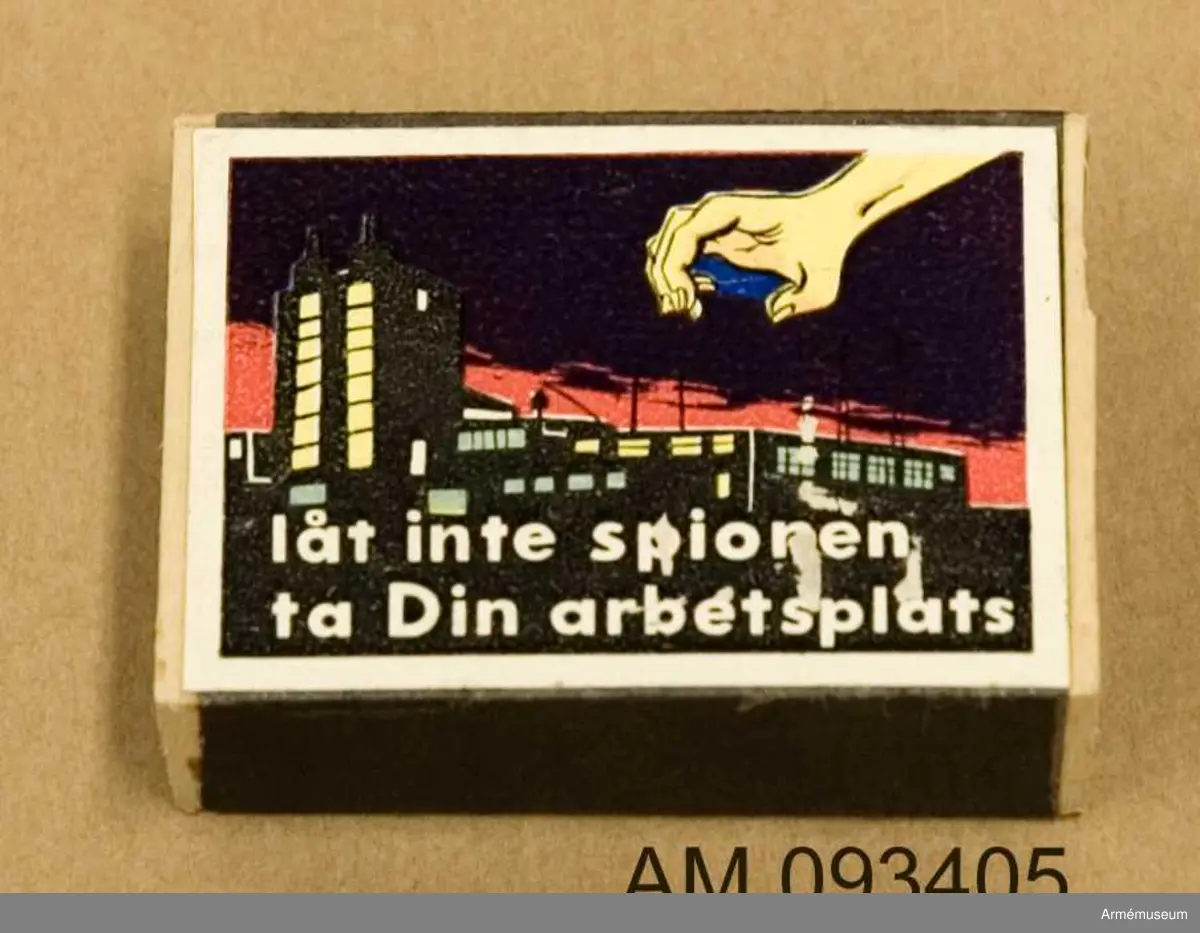 låt inte spionen
ta Din arbetsplats
AM 093405
Armémuseum